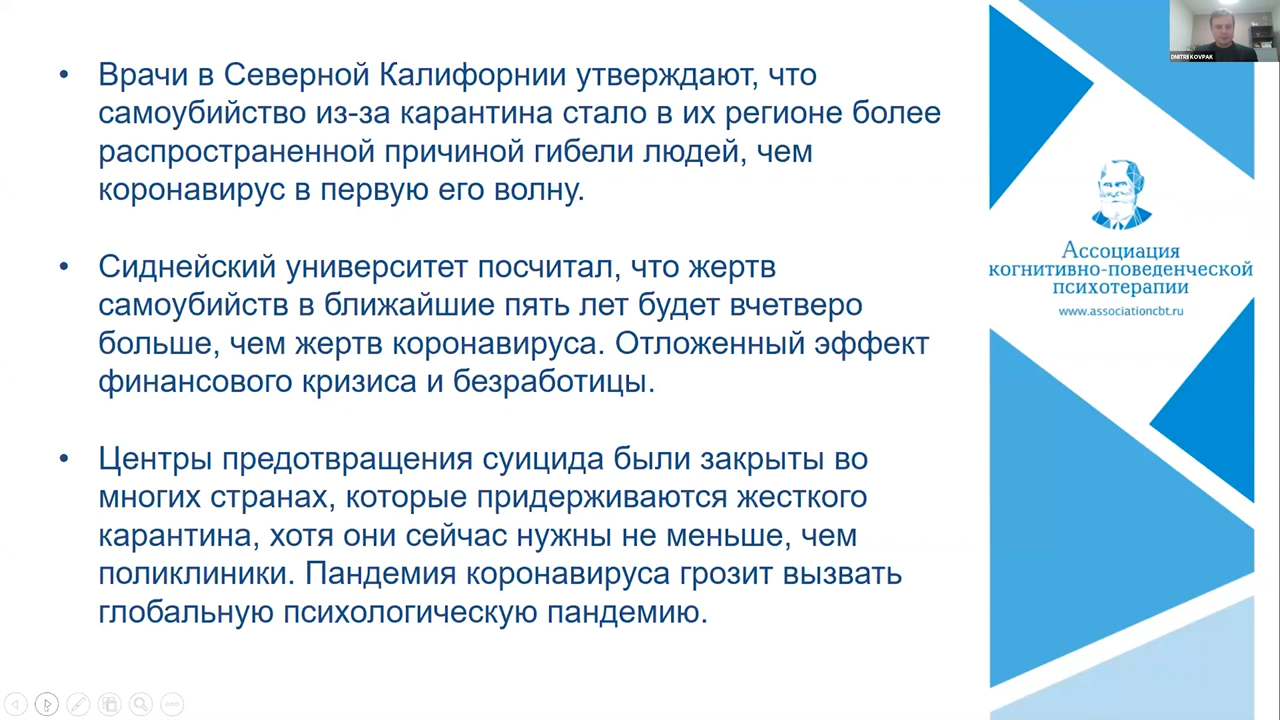 • Врачи в Северной Калифорнии утверждают, что
самоубийство из-за карантина стало в их регионе более
распространенной причиной гибели людей, чем
коронавирус в первую его волну.
• Сиднейский университет посчитал, что жертв
самоубийств в ближайшие пять лет будет вчетверо
больше, чем жертв коронавируса. Отложенный эффект
финансового кризиса и безработицы.
• Центры предотвращения суицида были закрыты во
многих странах, которые придерживаются жесткого
карантина, хотя они сейчас нужны не меньше, чем
поликлиники. Пандемия коронавируса грозит вызвать
глобальную психологическую пандемию.
DMITRII KOVPAK
Ассоциация
когнитивно-поведенческой
психотерапии
www.associationcbt.ru